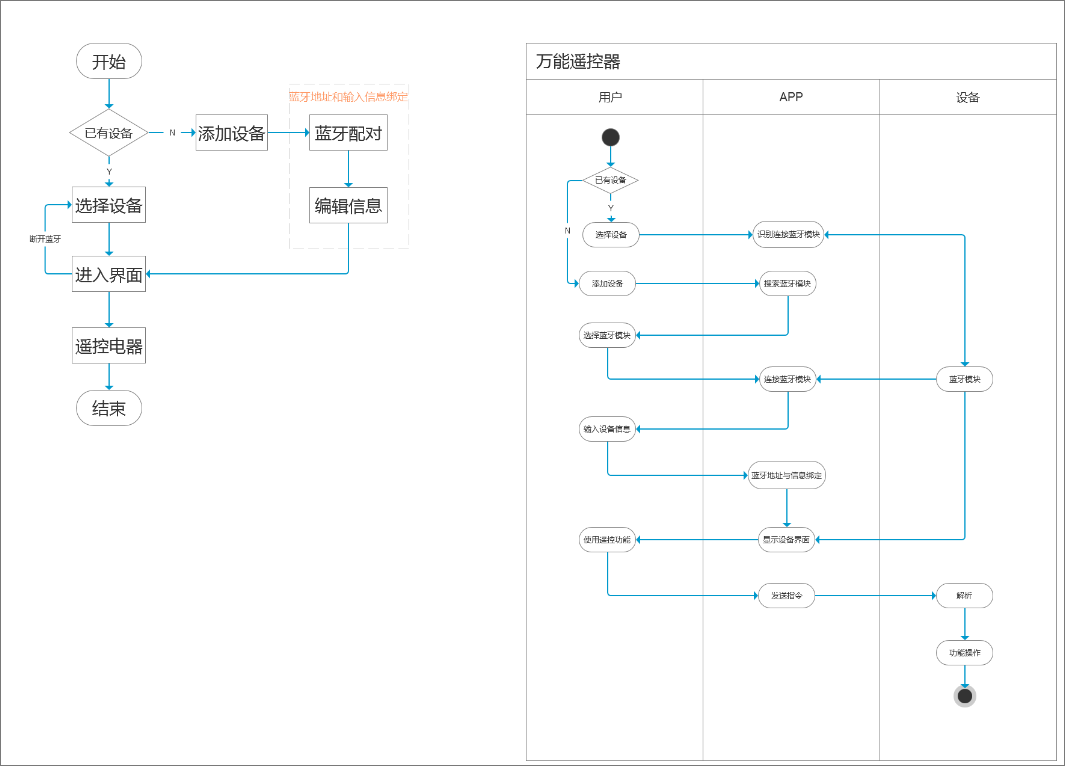 开始
蓝牙地址和输入信息绑定
已有设备
N
添加设备
蓝牙配对
Y
选择设备
编辑信息
断开蓝牙
进入界面
遥控电器
结束
万能遥控器
用户
APP
设备
已有设备
Y
N
选择设备
识别连接蓝牙模块
添加设备
搜索蓝牙模块
选择蓝牙模块
连接蓝牙模块
蓝牙模块
输入设备信息
蓝牙地址与信息绑定
使用遥控功能
显示设备界面
发送指令
解析
功能操作